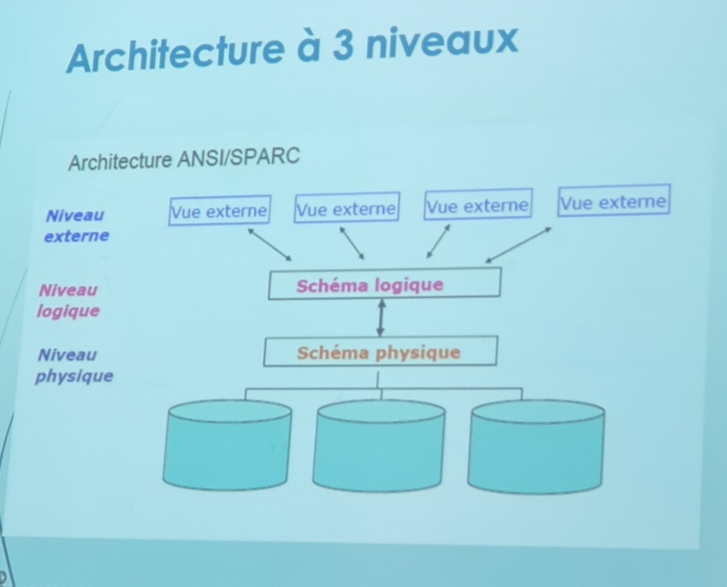 Architecture à 3 niveaux
Architecture ANSI/SPARC
Niveau
externe
Vue externe
Vue externe
Vue externe
Vue externe
Niveau
logique
Schéma logique
Niveau
physique
Schéma physique